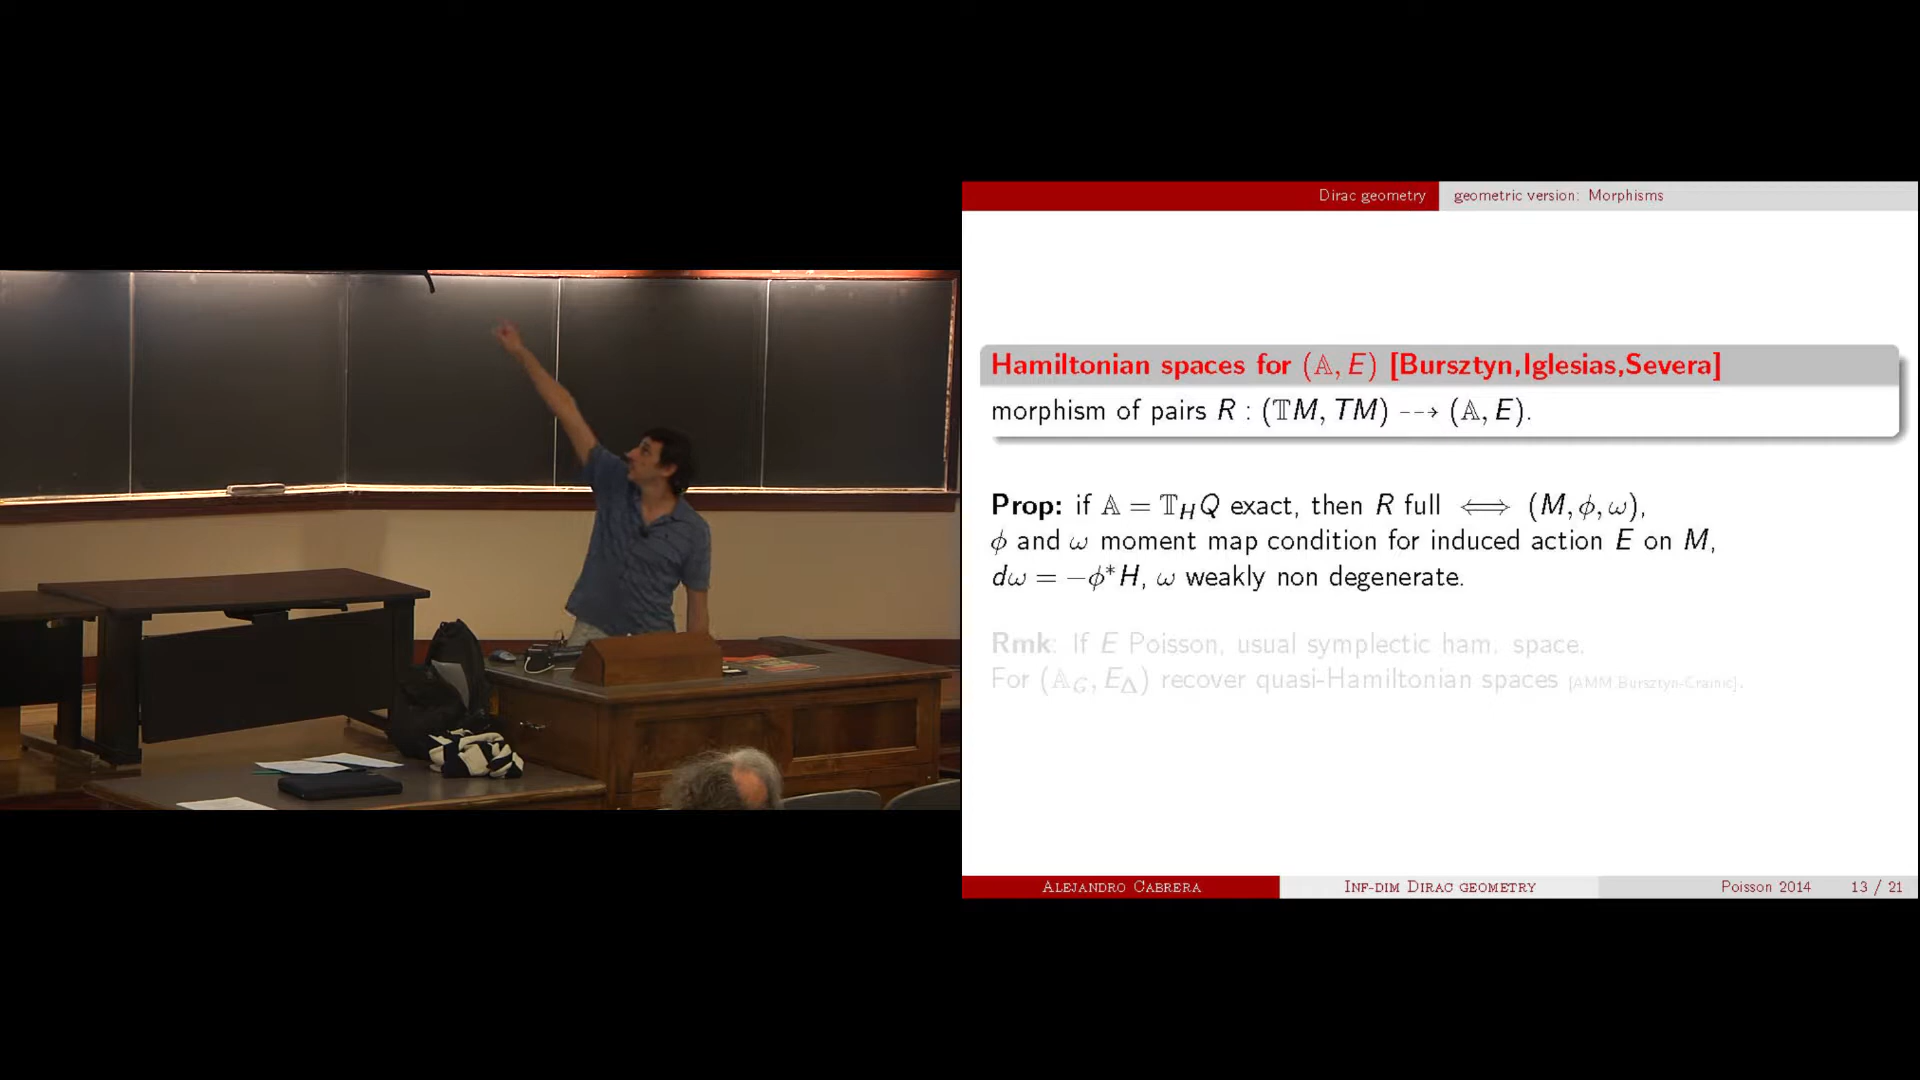 Dirac geometry geometric version: Morphisms
Hamiltonian spaces for (𝔸, E) [Bursztyn,Iglesias,Severa]
morphism of pairs R : (𝕋M, TM) ⇢ (𝔸, E).
Prop: if 𝔸 = 𝕋_H Q exact, then R full ⟺ (M, ϕ, ω),
ϕ and ω moment map condition for induced action E on M,
dω = −ϕ*H, ω weakly non degenerate.
Rmk: If E Poisson, usual symplectic ham. space.
For (𝔸_G, E_Δ) recover quasi-Hamiltonian spaces [AMM,Bursztyn-Crainic].
Alejandro Cabrera Inf-dim Dirac geometry Poisson 2014 13 / 21